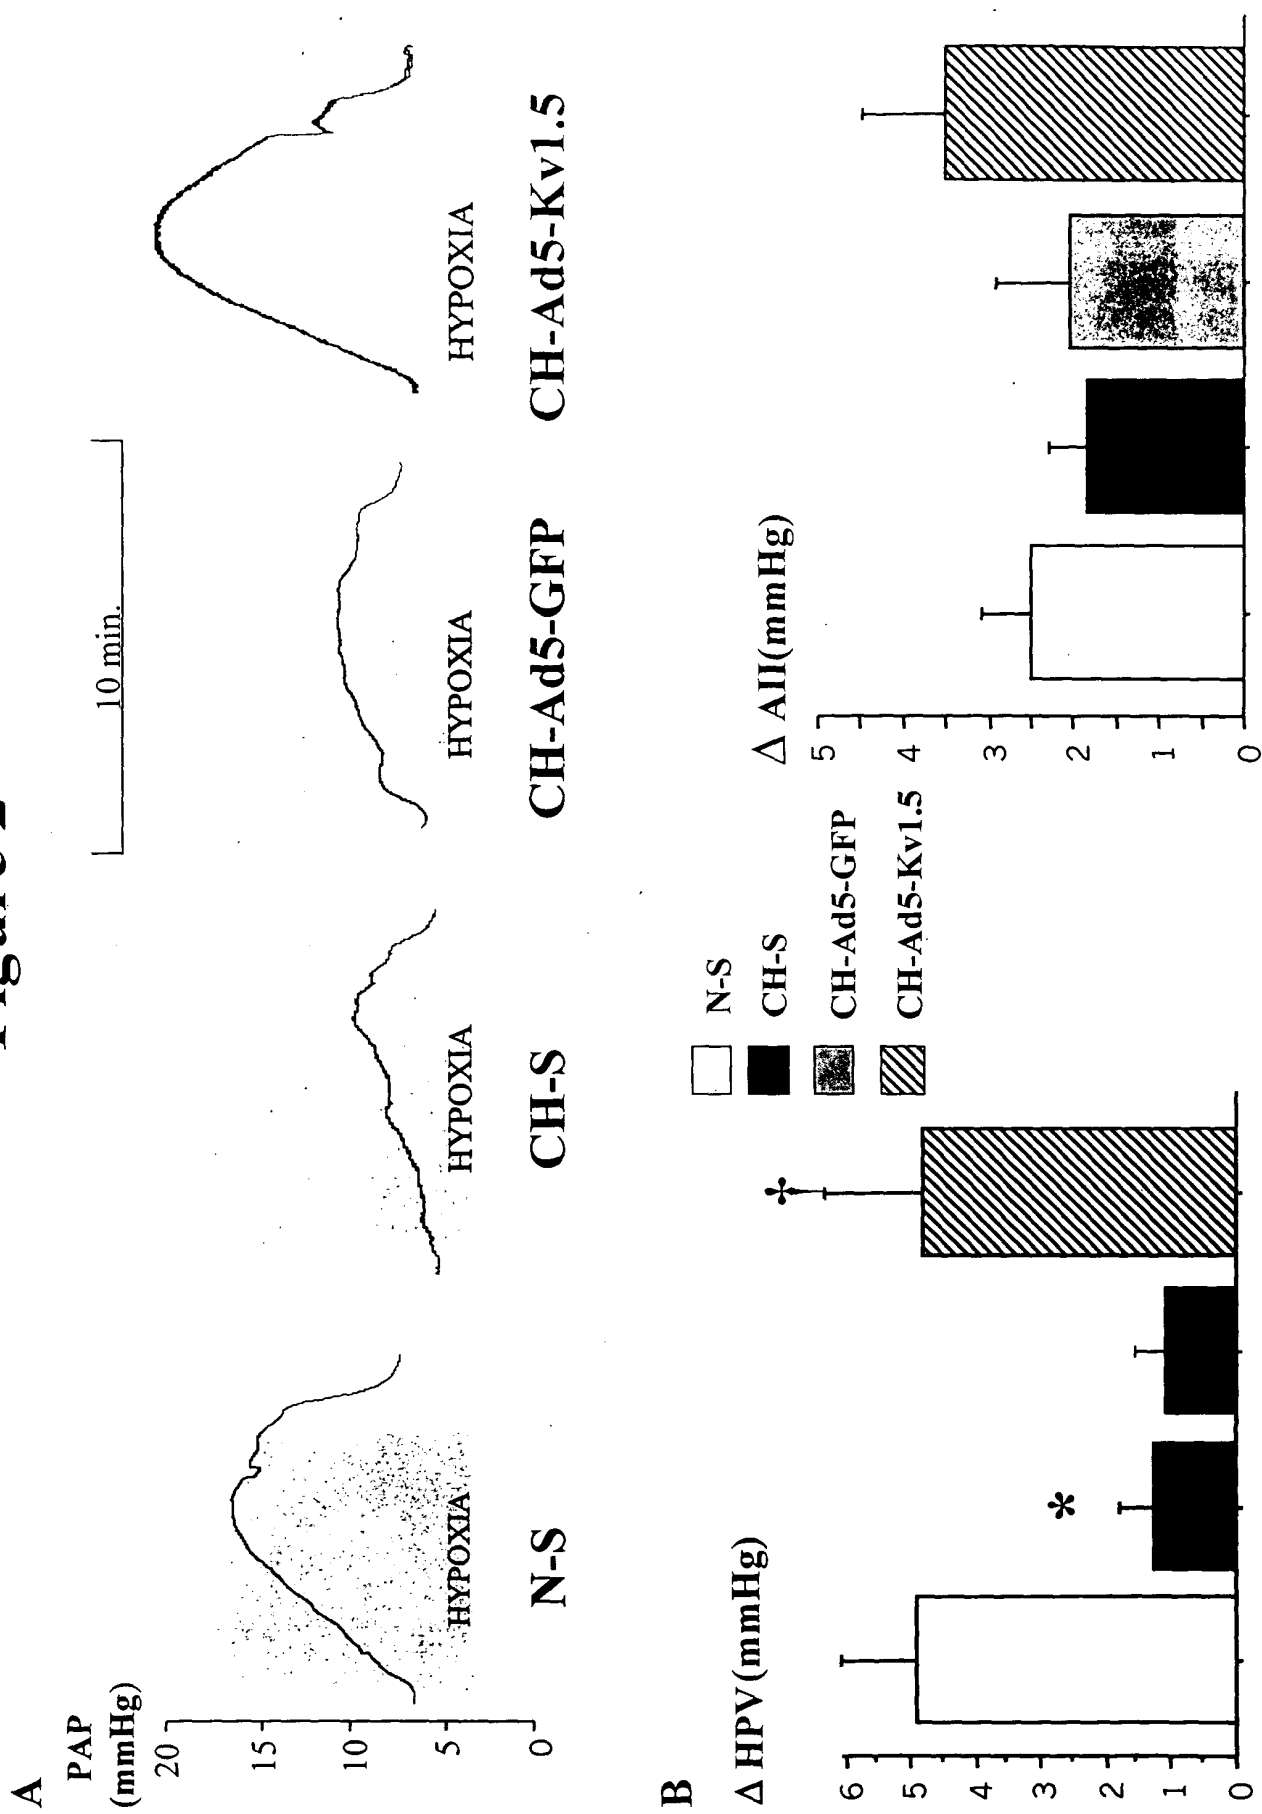 A
PAP
(mmHg)
20
15
10
5
0
10 min.
HYPOXIA
HYPOXIA
HYPOXIA
HYPOXIA
N-S
CH-S
CH-Ad5-GFP
CH-Ad5-Kv1.5
B
Δ HPV(mmHg)
6
5
4
3
2
1
0
*
‡
N-S
CH-S
CH-Ad5-GFP
CH-Ad5-Kv1.5
Δ AII(mmHg)
5
4
3
2
1
0